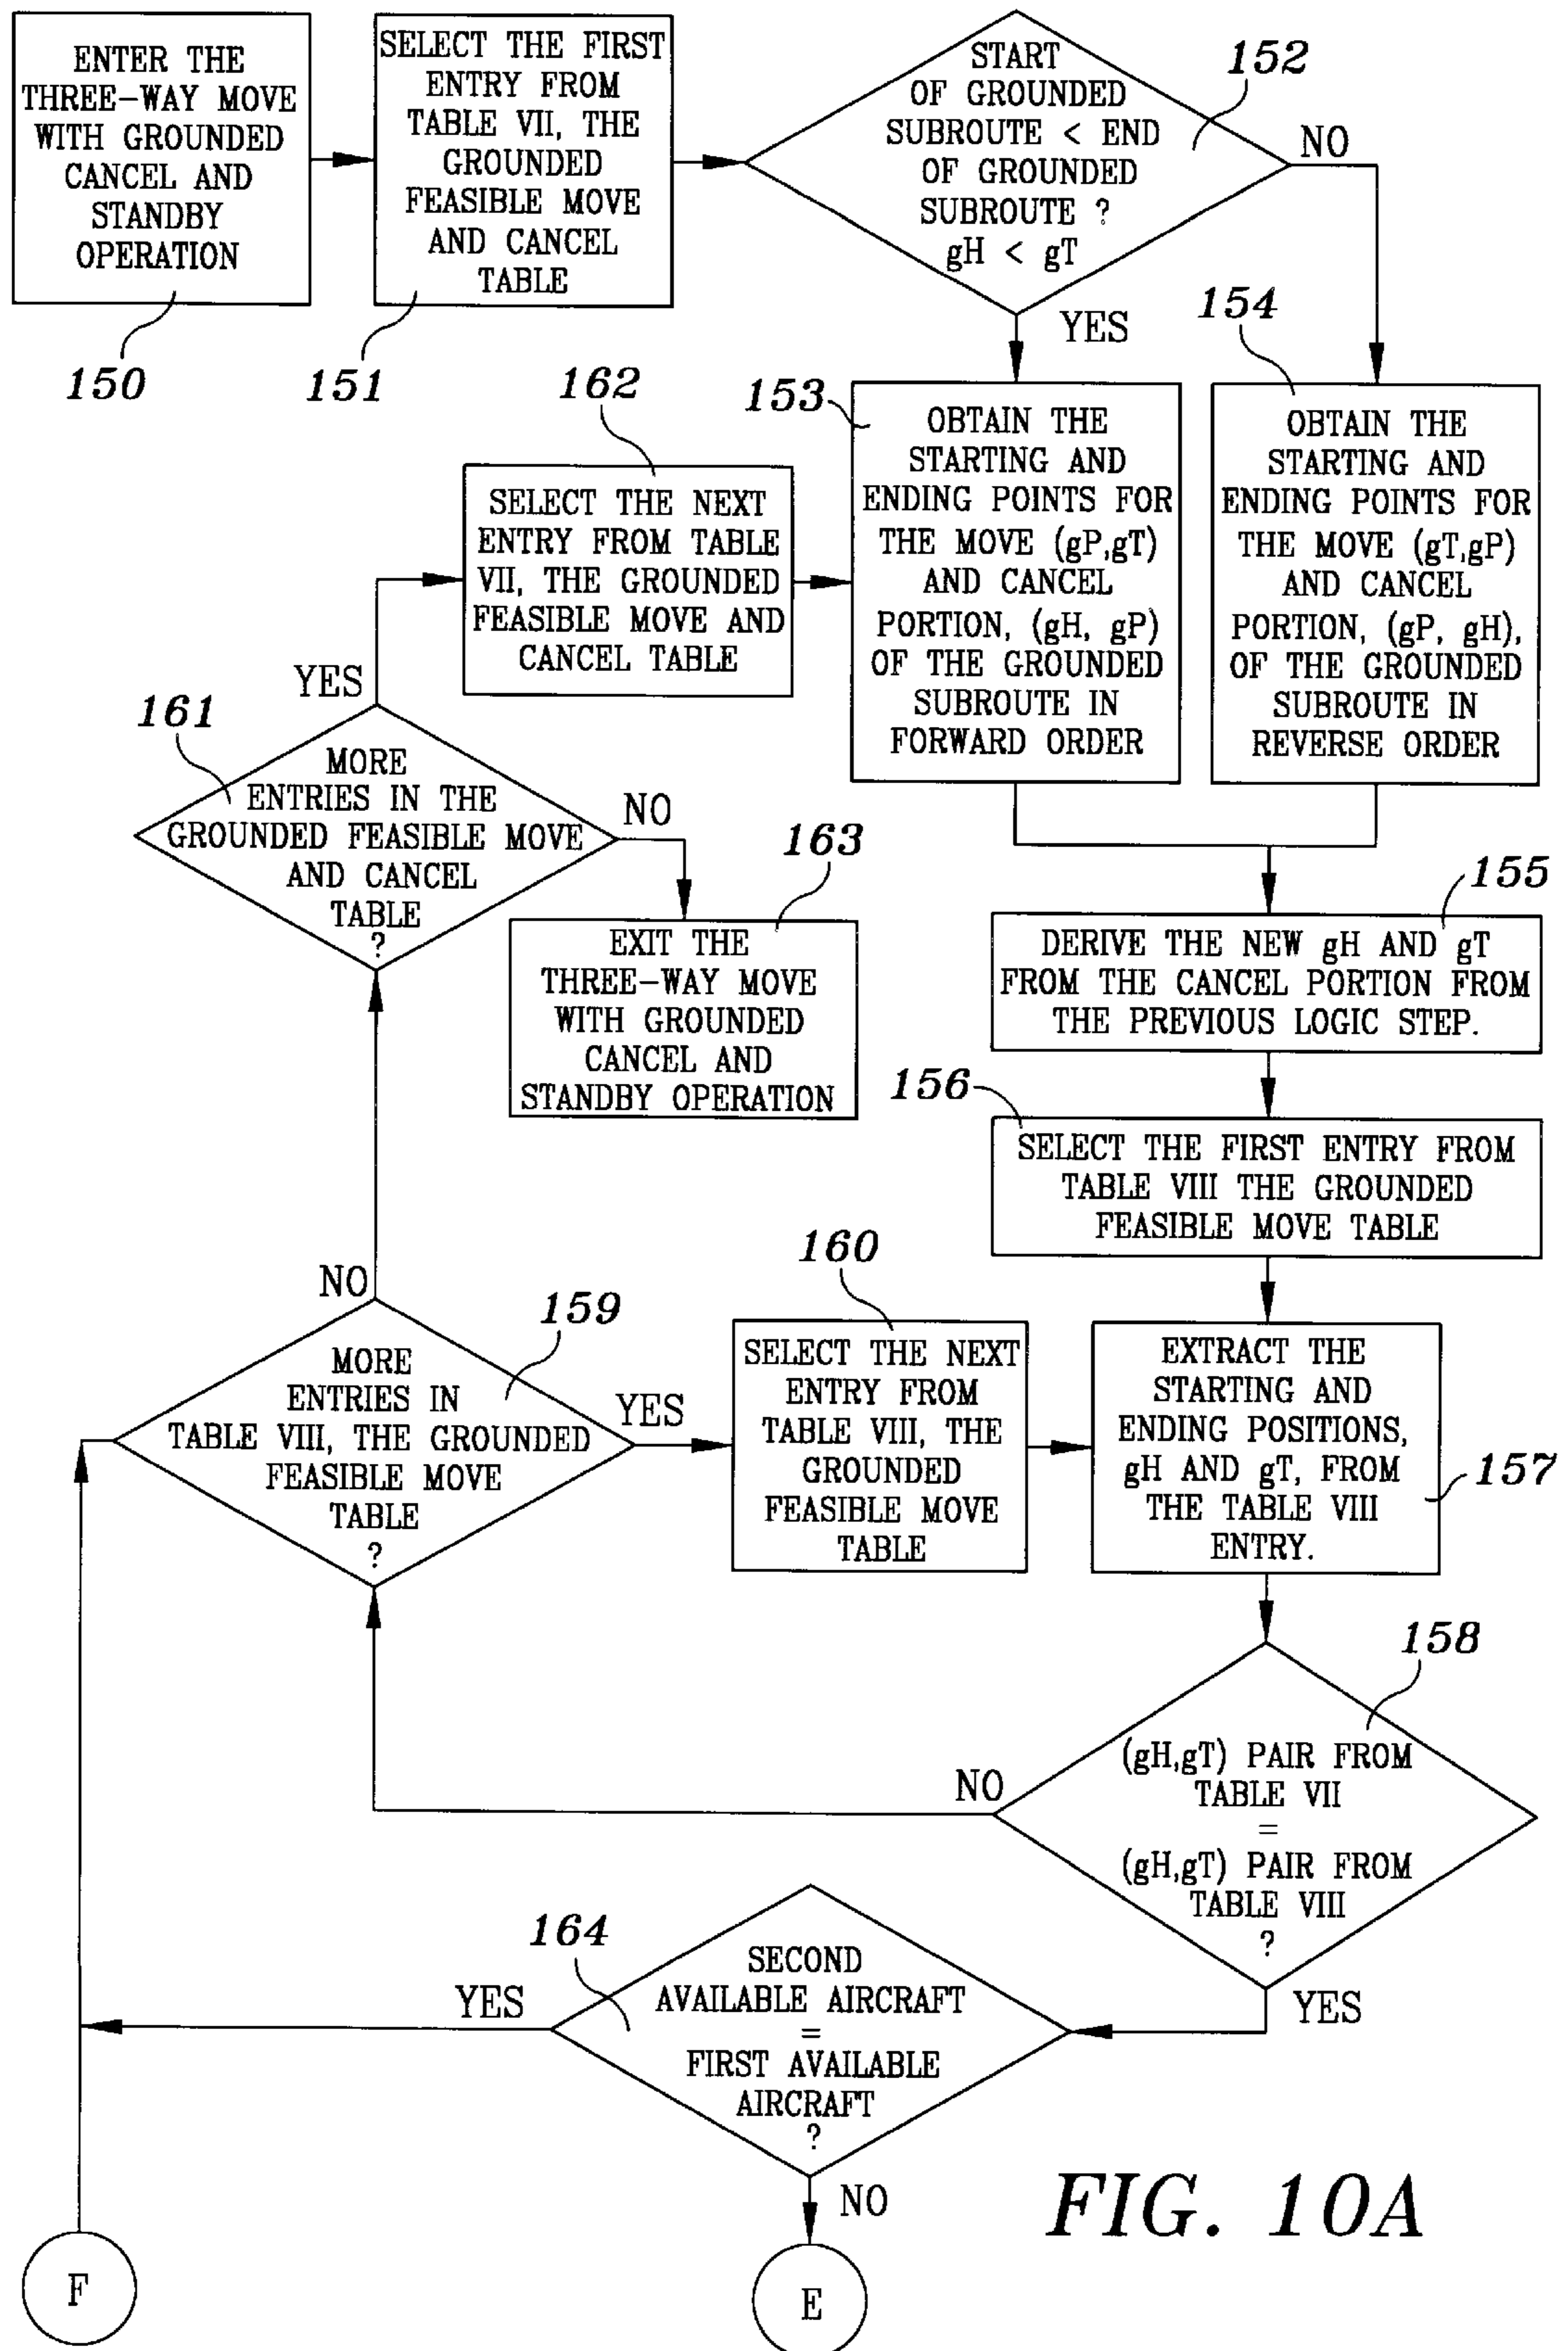 ENTER THE
THREE-WAY MOVE
WITH GROUNDED
CANCEL AND
STANDBY
OPERATION
150
SELECT THE FIRST
ENTRY FROM
TABLE VII, THE
GROUNDED
FEASIBLE MOVE
AND CANCEL
TABLE
151
START
OF GROUNDED
SUBROUTE < END
OF GROUNDED
SUBROUTE ?
gH < gT
152
NO
YES
153
OBTAIN THE
STARTING AND
ENDING POINTS FOR
THE MOVE (gP,gT)
AND CANCEL
PORTION, (gH, gP)
OF THE GROUNDED
SUBROUTE IN
FORWARD ORDER
154
OBTAIN THE
STARTING AND
ENDING POINTS FOR
THE MOVE (gT,gP)
AND CANCEL
PORTION, (gP, gH),
OF THE GROUNDED
SUBROUTE IN
REVERSE ORDER
162
SELECT THE NEXT
ENTRY FROM TABLE
VII, THE GROUNDED
FEASIBLE MOVE AND
CANCEL TABLE
YES
161
MORE
ENTRIES IN THE
GROUNDED FEASIBLE MOVE
AND CANCEL
TABLE
?
NO
163
EXIT THE
THREE-WAY MOVE
WITH GROUNDED
CANCEL AND
STANDBY OPERATION
155
DERIVE THE NEW gH AND gT
FROM THE CANCEL PORTION FROM
THE PREVIOUS LOGIC STEP.
156
SELECT THE FIRST ENTRY FROM
TABLE VIII THE GROUNDED
FEASIBLE MOVE TABLE
NO
159
MORE
ENTRIES IN
TABLE VIII, THE GROUNDED
FEASIBLE MOVE
TABLE
?
YES
160
SELECT THE NEXT
ENTRY FROM
TABLE VIII, THE
GROUNDED
FEASIBLE MOVE
TABLE
EXTRACT THE
STARTING AND
ENDING POSITIONS,
gH AND gT, FROM
THE TABLE VIII
ENTRY.
157
158
(gH,gT) PAIR FROM
TABLE VII
=
(gH,gT) PAIR FROM
TABLE VIII
?
NO
YES
164
SECOND
AVAILABLE AIRCRAFT
=
FIRST AVAILABLE
AIRCRAFT
?
YES
NO
F
E
FIG. 10A